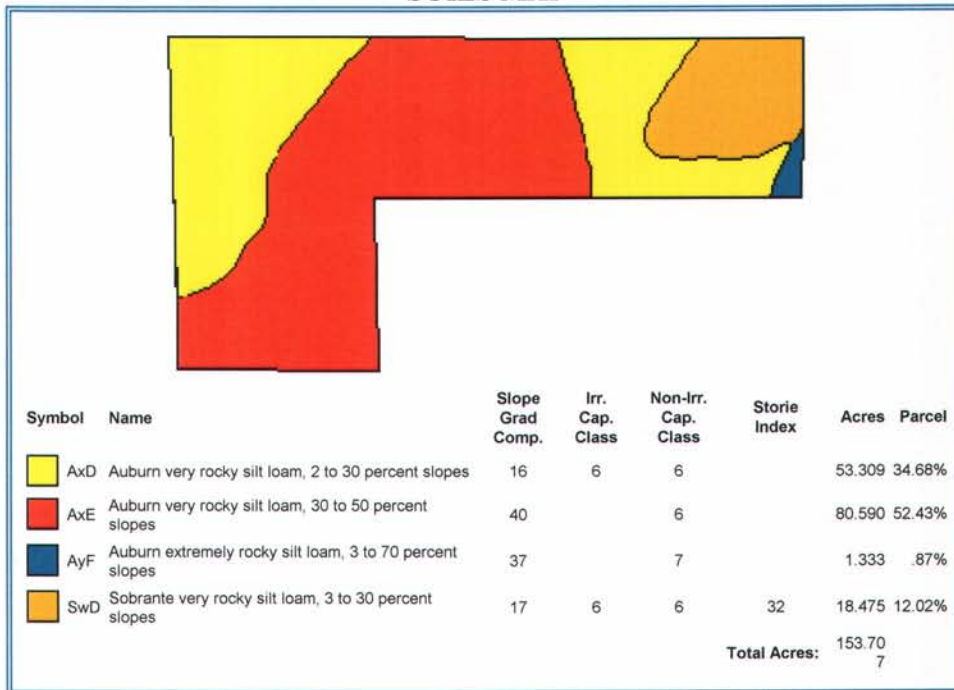 Symbol Name Slope Grad Comp. Irr. Cap. Class Non-Irr. Cap. Class Storie Index Acres Parcel
AxD Auburn very rocky silt loam, 2 to 30 percent slopes 16 6 6 53.309 34.68%
AxE Auburn very rocky silt loam, 30 to 50 percent slopes 40 6 80.590 52.43%
AyF Auburn extremely rocky silt loam, 3 to 70 percent slopes 37 7 1.333 .87%
SwD Sobrante very rocky silt loam, 3 to 30 percent slopes 17 6 6 32 18.475 12.02%
Total Acres: 153.70
7